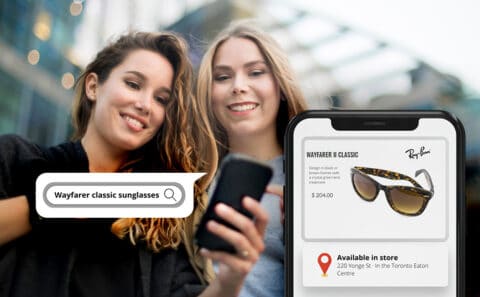 Wayfarer classic sunglasses
WAYFARER II CLASSIC
Ray-Ban
$ 204.00
Available in store
220 Yonge St · In the Toronto Eaton
Centre